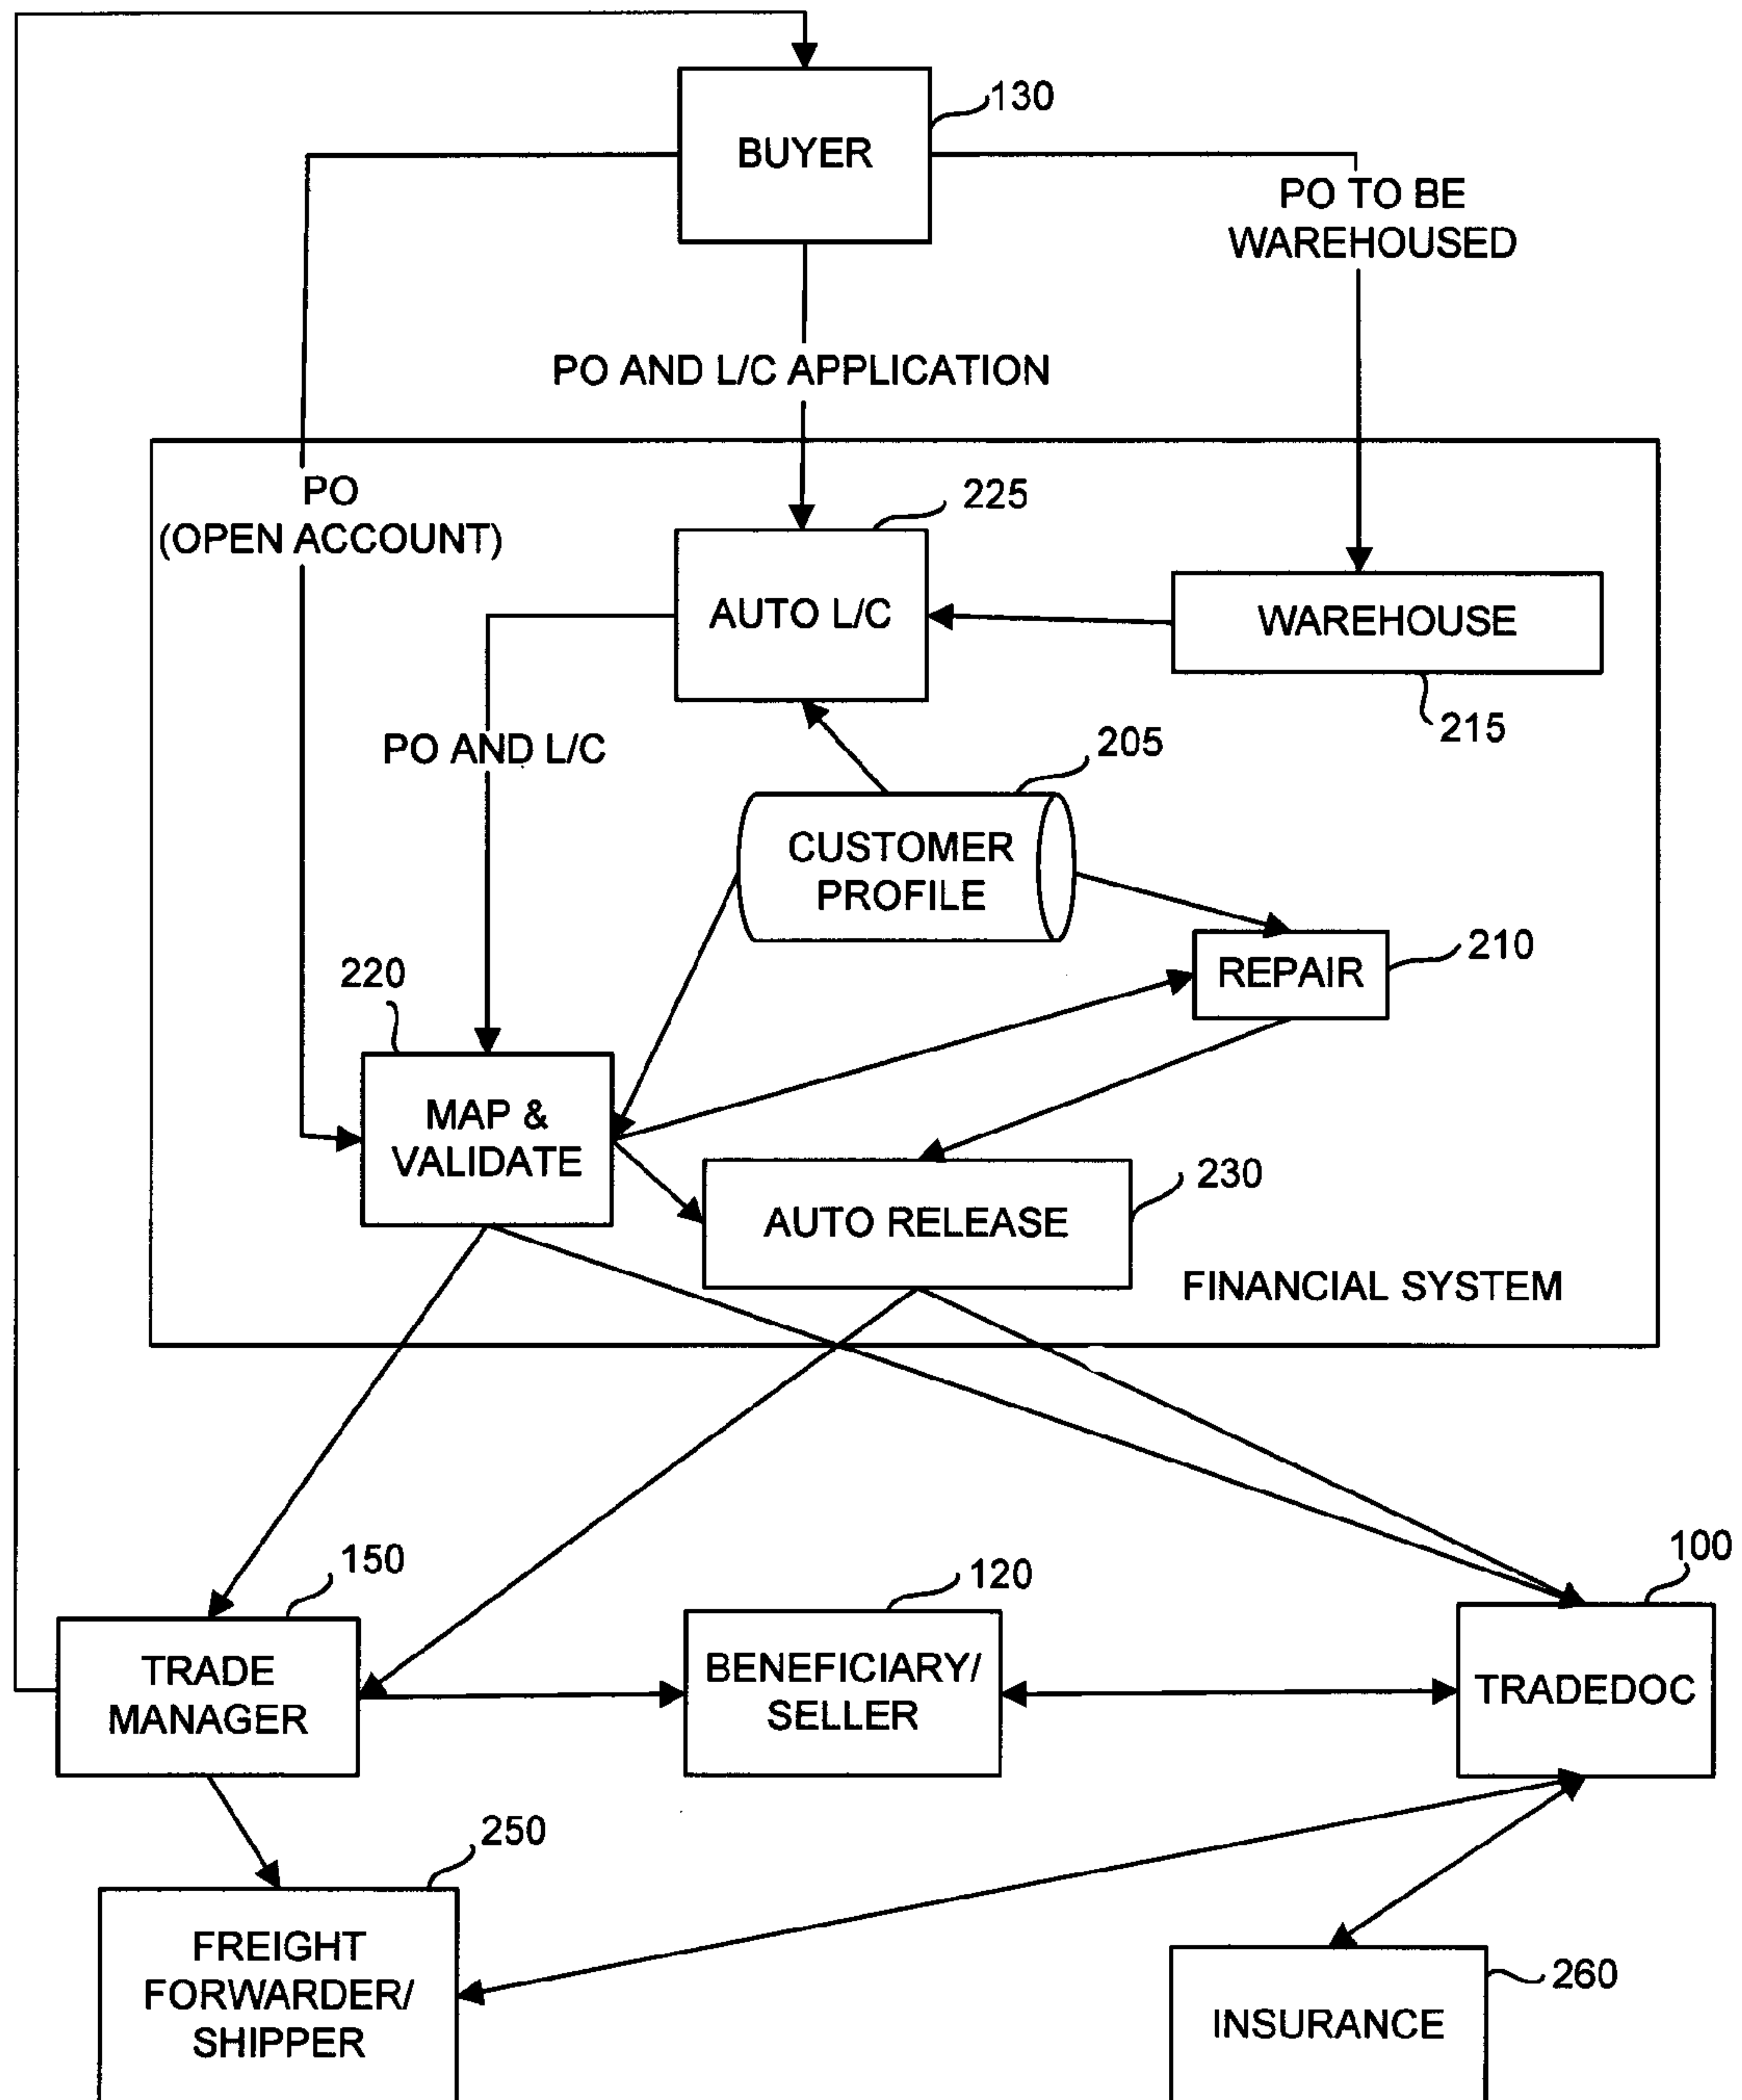 130
BUYER
PO TO BE
WAREHOUSED
PO AND L/C APPLICATION
PO
(OPEN ACCOUNT)
225
AUTO L/C
WAREHOUSE
215
PO AND L/C
205
CUSTOMER
PROFILE
210
REPAIR
220
MAP &
VALIDATE
230
AUTO RELEASE
FINANCIAL SYSTEM
150
TRADE
MANAGER
120
BENEFICIARY/
SELLER
100
TRADEDOC
250
FREIGHT
FORWARDER/
SHIPPER
260
INSURANCE